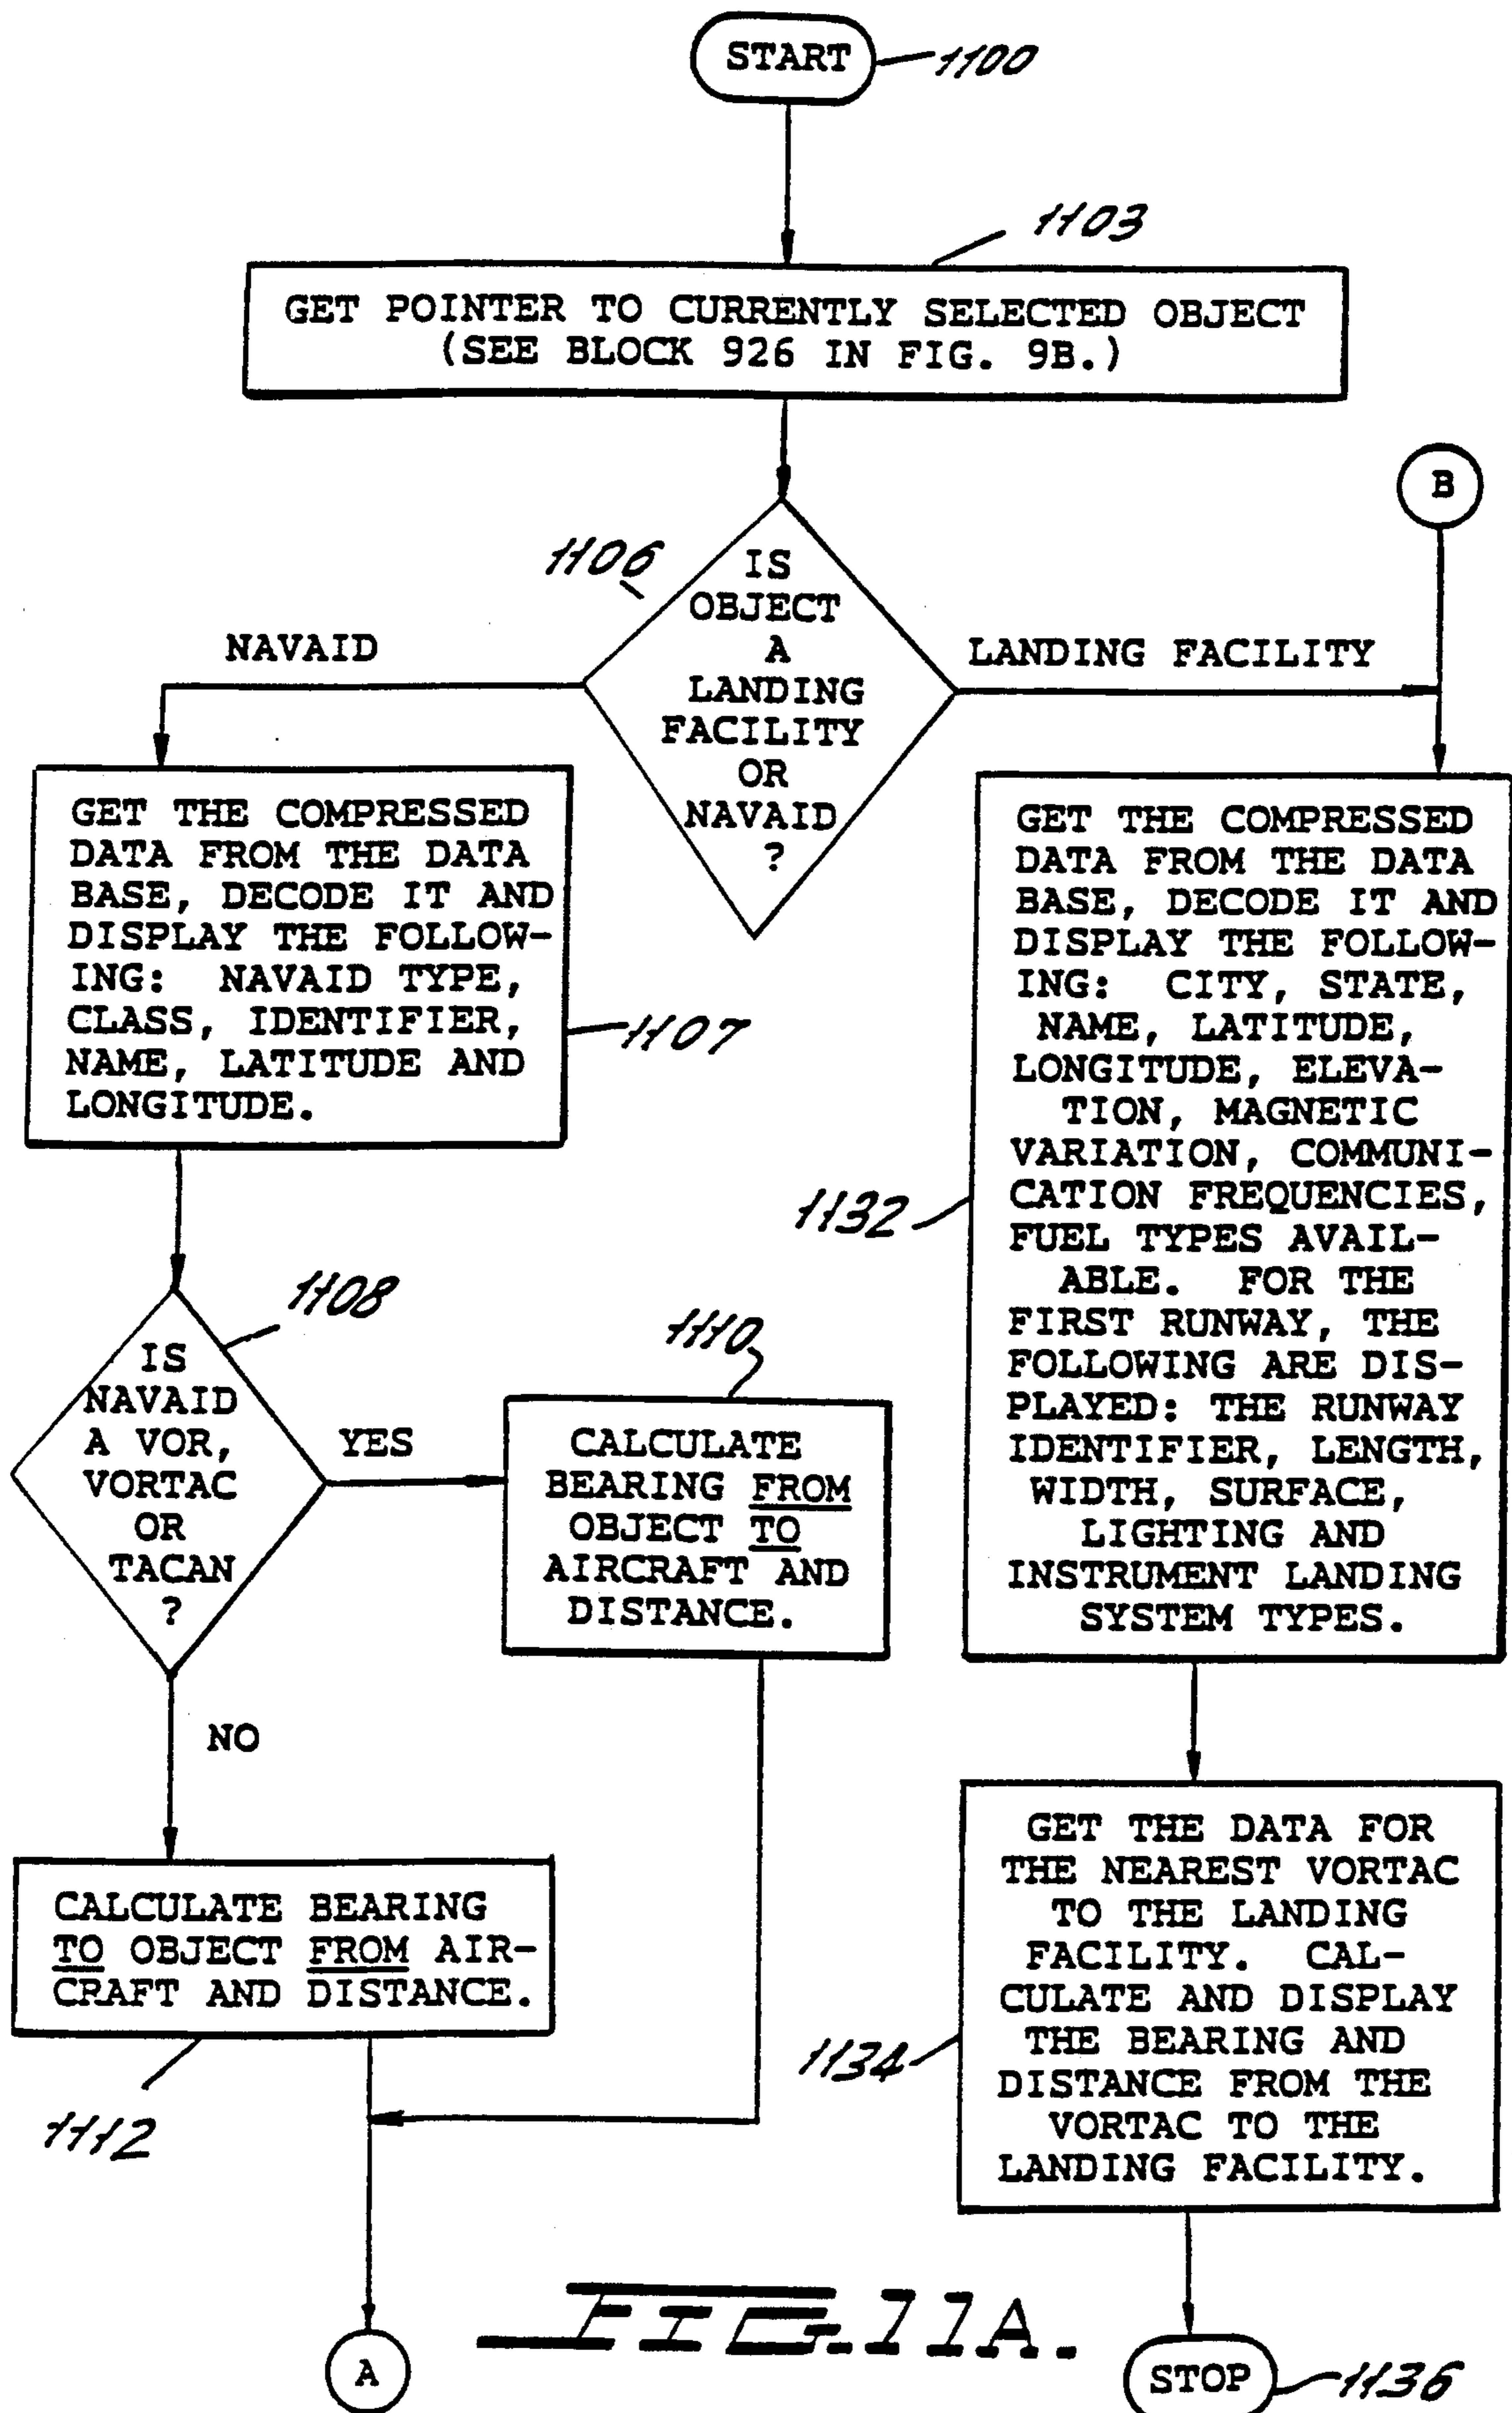 START
1100
1103
GET POINTER TO CURRENTLY SELECTED OBJECT
(SEE BLOCK 926 IN FIG. 9B.)
B
1106
IS
OBJECT
A
LANDING
FACILITY
OR
NAVAID
?
NAVAID
LANDING FACILITY
GET THE COMPRESSED
DATA FROM THE DATA
BASE, DECODE IT AND
DISPLAY THE FOLLOW-
ING: NAVAID TYPE,
CLASS, IDENTIFIER,
NAME, LATITUDE AND
LONGITUDE.
1107
1108
IS
NAVAID
A VOR,
VORTAC
OR
TACAN
?
YES
NO
1110
CALCULATE
BEARING FROM
OBJECT TO
AIRCRAFT AND
DISTANCE.
CALCULATE BEARING
TO OBJECT FROM AIR-
CRAFT AND DISTANCE.
1112
A
GET THE COMPRESSED
DATA FROM THE DATA
BASE, DECODE IT AND
DISPLAY THE FOLLOW-
ING: CITY, STATE,
NAME, LATITUDE,
LONGITUDE, ELEVA-
TION, MAGNETIC
VARIATION, COMMUNI-
CATION FREQUENCIES,
FUEL TYPES AVAIL-
ABLE. FOR THE
FIRST RUNWAY, THE
FOLLOWING ARE DIS-
PLAYED: THE RUNWAY
IDENTIFIER, LENGTH,
WIDTH, SURFACE,
LIGHTING AND
INSTRUMENT LANDING
SYSTEM TYPES.
1132
GET THE DATA FOR
THE NEAREST VORTAC
TO THE LANDING
FACILITY. CAL-
CULATE AND DISPLAY
THE BEARING AND
DISTANCE FROM THE
VORTAC TO THE
LANDING FACILITY.
1134
STOP
1136
FIG.11A.